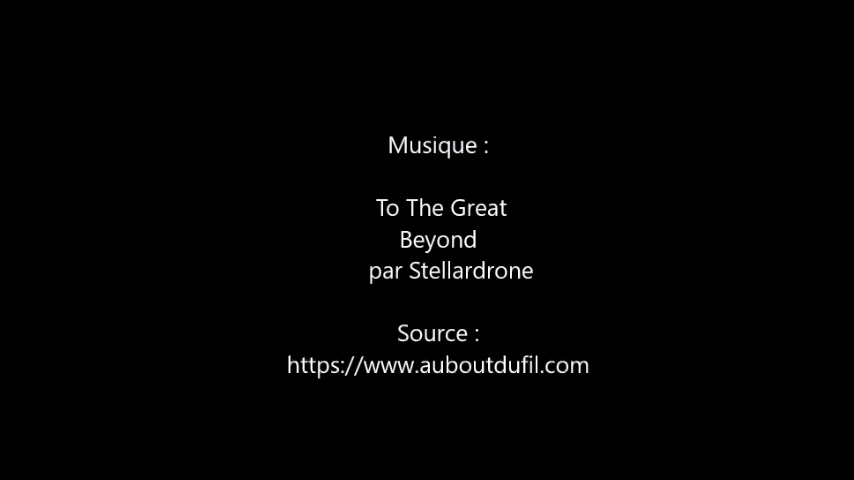 Musique :
To The Great
Beyond
par Stellardrone
Source :
https://www.auboutdufil.com